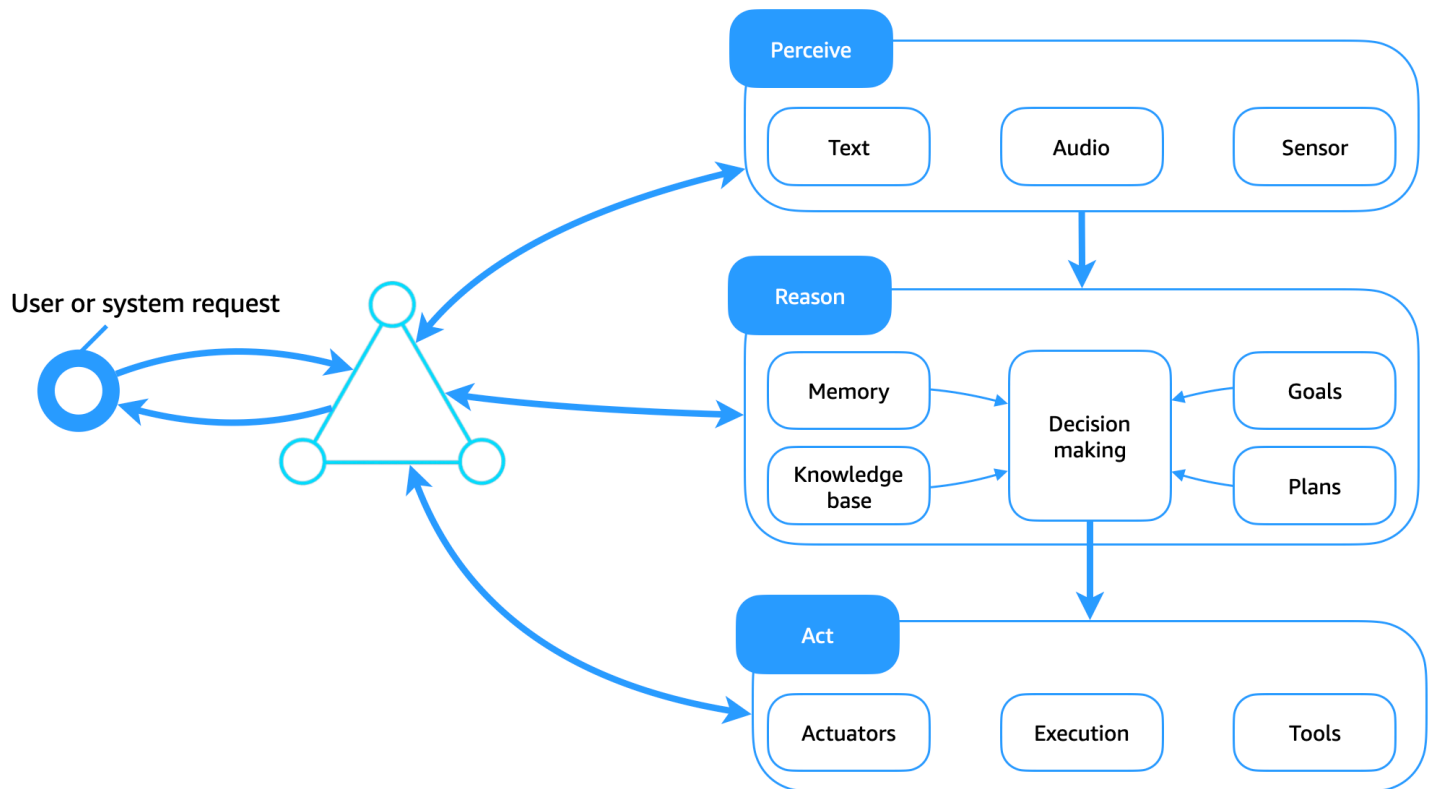 Perceive
Text
Audio
Sensor
User or system request
Reason
Memory
Knowledge
base
Decision
making
Goals
Plans
Act
Actuators
Execution
Tools